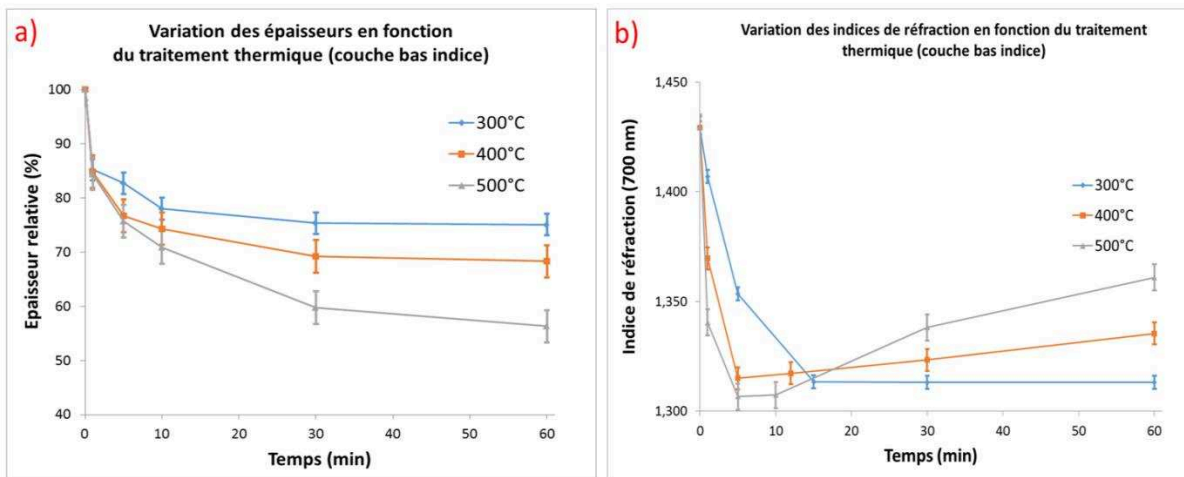 a)
Variation des épaisseurs en fonction
du traitement thermique (couche bas indice)
Epaisseur relative (%)
100
90
80
70
60
50
40
300°C
400°C
500°C
0
10
20
30
40
50
60
Temps (min)
b)
Variation des indices de réfraction en fonction du traitement
thermique (couche bas indice)
Indice de réfraction (700 nm)
1,450
1,400
1,350
1,300
300°C
400°C
500°C
0
10
20
30
40
50
60
Temps (min)